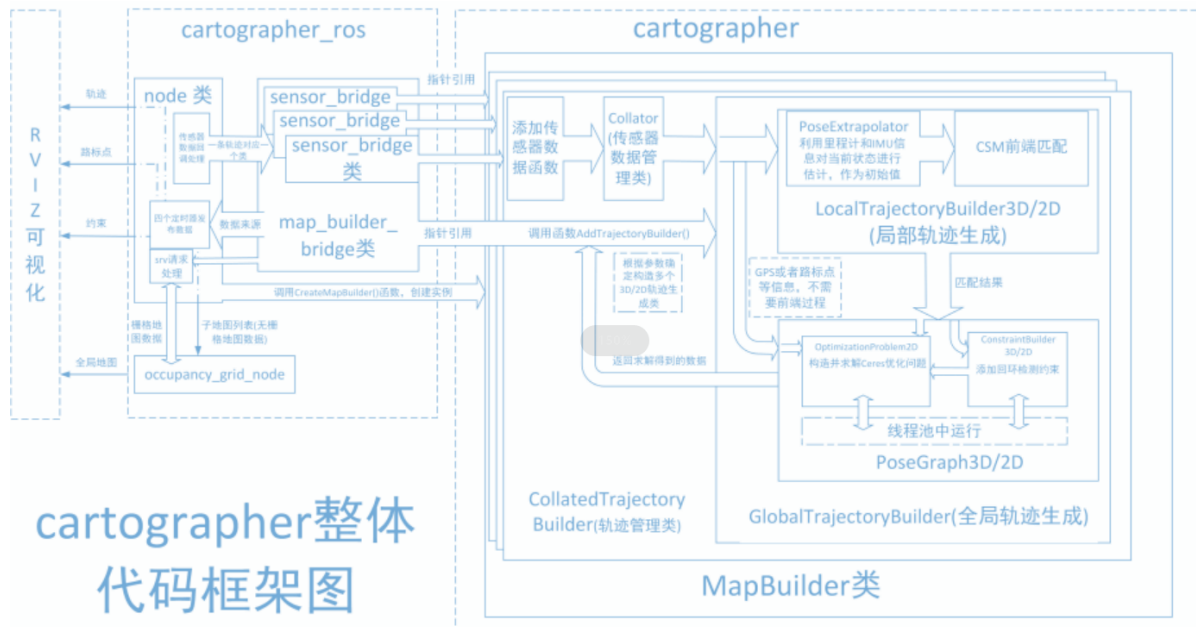 cartographer_ros
cartographer
RVIZ可视化
轨迹
路标点
约束
全局地图
node 类
传感器
数据回
调处理
一条轨迹对应一
个类
sensor_bridge
sensor_bridge
sensor_bridge
类
指针引用
四个定时器发
布数据
数据来源
map_builder_
bridge类
srv请求
处理
调用CreateMapBuilder()函数，创建实例
栅格地
图数据
子地图列表(无栅
格地图数据)
occupancy_grid_node
指针引用
调用函数AddTrajectoryBuilder()
添加传
感器数
据函数
Collator
(传感器
数据管
理类)
根据参数确
定构造多个
3D/2D轨迹生
成类
返回求解得到的数据
PoseExtrapolator
利用里程计和IMU信
息对当前状态进行
估计，作为初始值
CSM前端匹配
LocalTrajectoryBuilder3D/2D
(局部轨迹生成)
GPS或者路标点
等信息，不需
要前端过程
匹配结果
OptimizationProblem2D
构造并求解Ceres优化问题
ConstraintBuilder
3D/2D
添加回环检测约束
线程池中运行
PoseGraph3D/2D
CollatedTrajectory
Builder(轨迹管理类)
GlobalTrajectoryBuilder(全局轨迹生成)
MapBuilder类
cartographer整体
代码框架图